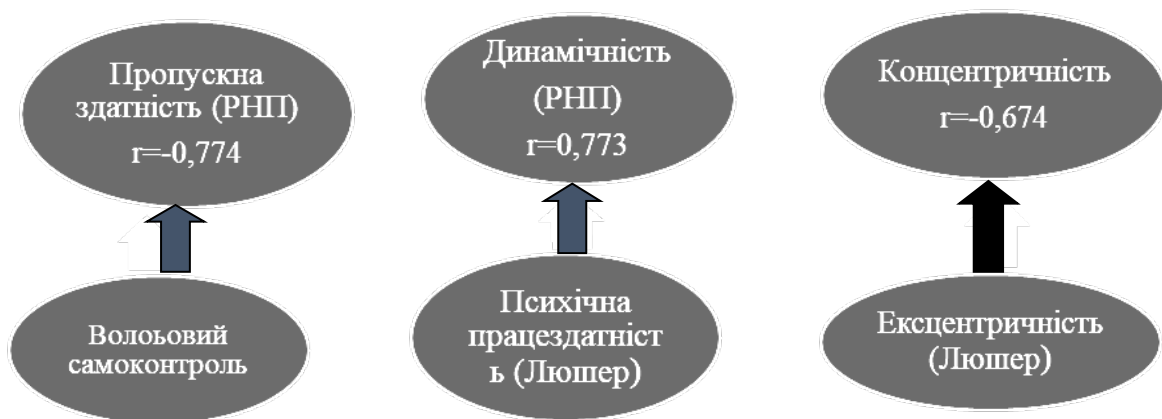 Пропускна
здатність (РНП)
r=-0,774
Динамічність
(РНП)
r=0,773
Концентричність
r=-0,674
Волоьовий
самоконтроль
Психічна
працездатніст
ь (Люшер)
Ексцентричність
(Люшер)